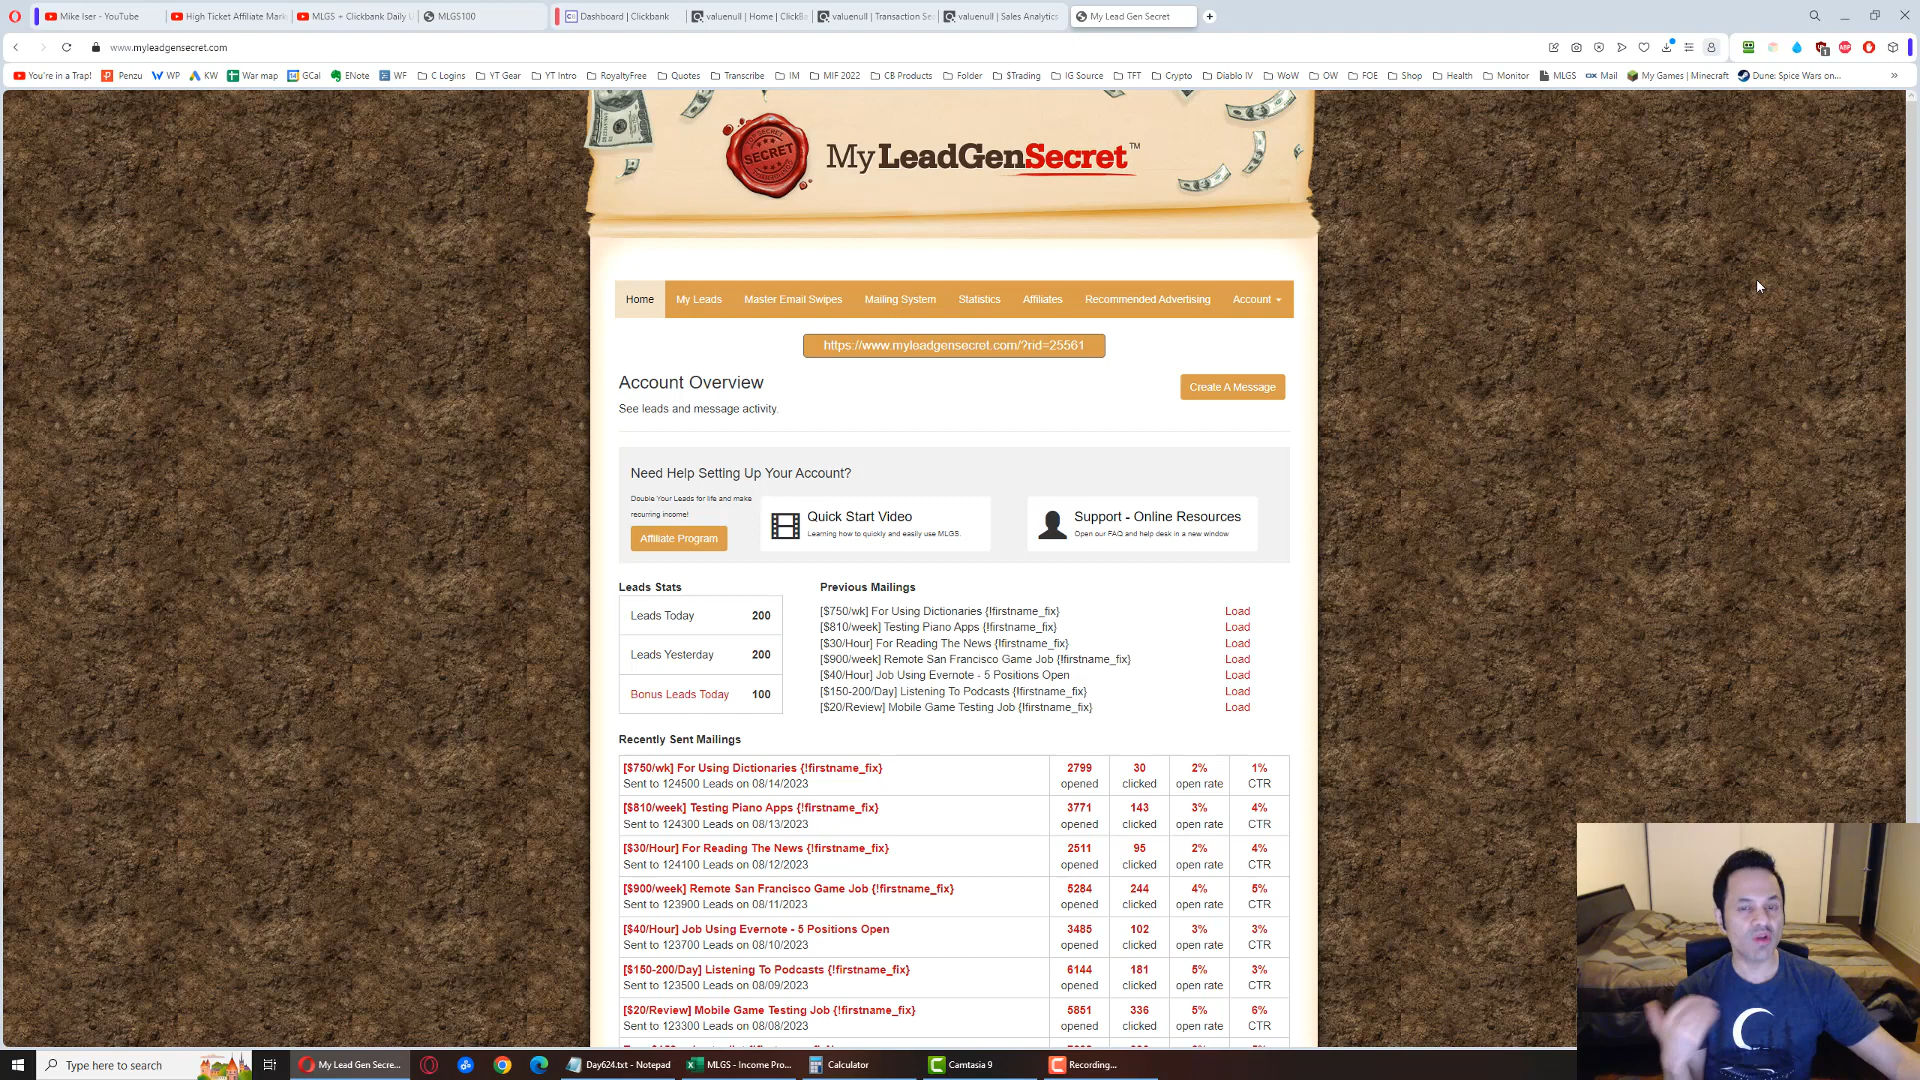 Mike Iser - YouTube
High Ticket Affiliate Mark
MLGS + Clickbank Daily U
MLGS100
Dashboard | Clickbank
valuenull | Home | ClickBa
valuenull | Transaction Se
valuenull | Sales Analytics
My Lead Gen Secret
www.myleadgensecret.com
You're in a Trap!
Penzu
WP
KW
War map
GCal
ENote
WF
C Logins
YT Gear
YT Intro
RoyaltyFree
Quotes
Transcribe
IM
MIF 2022
CB Products
Folder
$Trading
IG Source
TFT
Crypto
Diablo IV
WoW
OW
FOE
Shop
Health
Monitor
MLGS
Mail
My Games | Minecraft
Dune: Spice Wars on...
SECRET
MyLeadGenSecret™
Home
My Leads
Master Email Swipes
Mailing System
Statistics
Affiliates
Recommended Advertising
Account
https://www.myleadgensecret.com/?rid=25561
Account Overview
Create A Message
See leads and message activity.
Need Help Setting Up Your Account?
Double Your Leads for life and make
recurring income!
Affiliate Program
Quick Start Video
Learning how to quickly and easily use MLGS.
Support - Online Resources
Open our FAQ and help desk in a new window
Leads Stats
Leads Today 200
Leads Yesterday 200
Bonus Leads Today 100
Previous Mailings
[$750/wk] For Using Dictionaries {!firstname_fix} Load
[$810/week] Testing Piano Apps {!firstname_fix} Load
[$30/Hour] For Reading The News {!firstname_fix} Load
[$900/week] Remote San Francisco Game Job {!firstname_fix} Load
[$40/Hour] Job Using Evernote - 5 Positions Open Load
[$150-200/Day] Listening To Podcasts {!firstname_fix} Load
[$20/Review] Mobile Game Testing Job {!firstname_fix} Load
Recently Sent Mailings
[$750/wk] For Using Dictionaries {!firstname_fix} 2799 30 2% 1%
Sent to 124500 Leads on 08/14/2023 opened clicked open rate CTR
[$810/week] Testing Piano Apps {!firstname_fix} 3771 143 3% 4%
Sent to 124300 Leads on 08/13/2023 opened clicked open rate CTR
[$30/Hour] For Reading The News {!firstname_fix} 2511 95 2% 4%
Sent to 124100 Leads on 08/12/2023 opened clicked open rate CTR
[$900/week] Remote San Francisco Game Job {!firstname_fix} 5284 244 4% 5%
Sent to 123900 Leads on 08/11/2023 opened clicked open rate CTR
[$40/Hour] Job Using Evernote - 5 Positions Open 3485 102 3% 3%
Sent to 123700 Leads on 08/10/2023 opened clicked open rate CTR
[$150-200/Day] Listening To Podcasts {!firstname_fix} 6144 181 5% 3%
Sent to 123500 Leads on 08/09/2023 opened clicked open rate CTR
[$20/Review] Mobile Game Testing Job {!firstname_fix} 5851 336 5% 6%
Sent to 123300 Leads on 08/08/2023 opened clicked open rate CTR
Type here to search
My Lead Gen Secre...
Day624.txt - Notepad
MLGS - Income Pro...
Calculator
Camtasia 9
Recording...